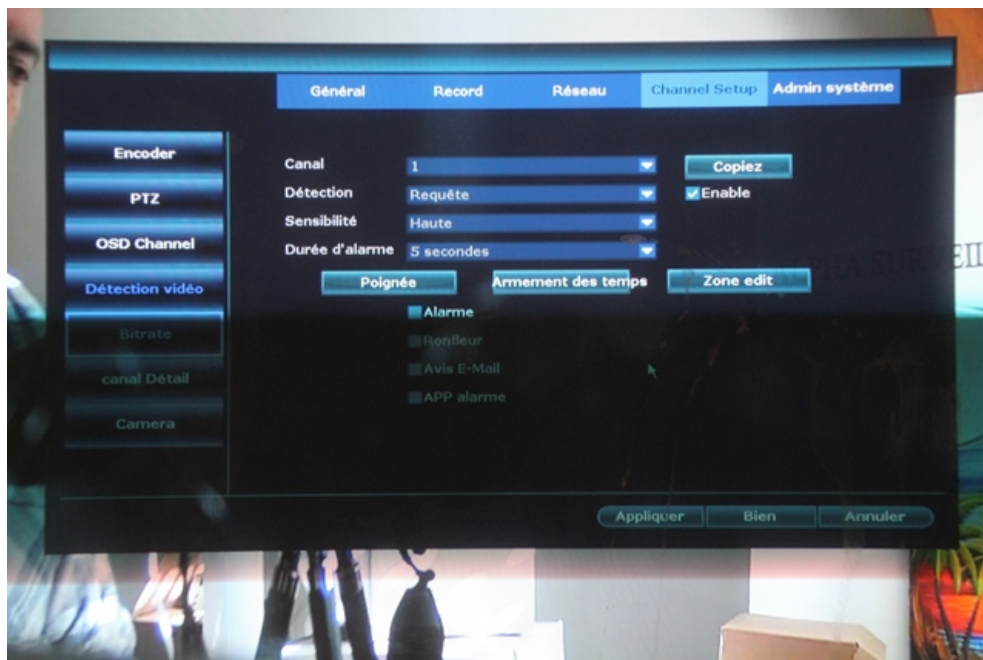 Général Record Réseau Channel Setup Admin système
Encoder
PTZ
OSD Channel
Détection vidéo
Bitrate
canal Détail
Camera
Canal 1 Copiez
Détection Requête Enable
Sensibilité Haute
Durée d'alarme 5 secondes
Poignée Armement des temps Zone edit
Alarme
Ronfleur
Avis E-Mail
APP alarme
Appliquer Bien Annuler